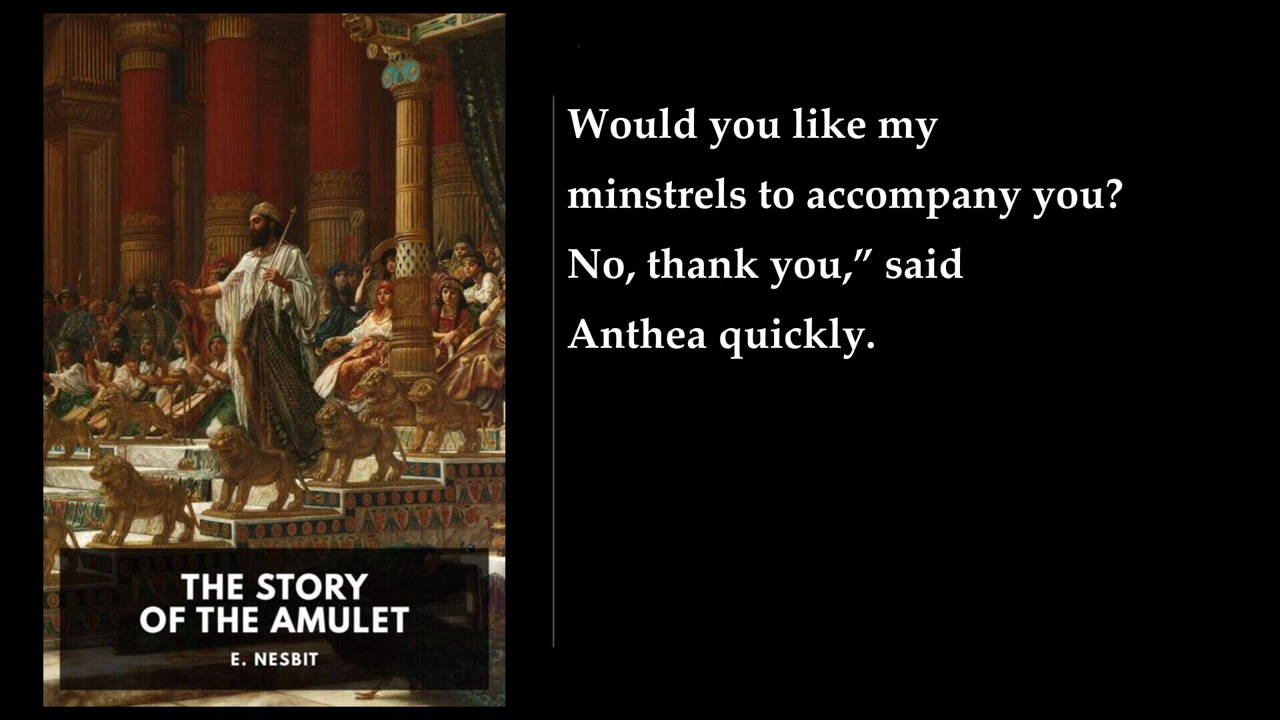 Would you like my
minstrels to accompany you?
No, thank you,” said
Anthea quickly.
THE STORY
OF THE AMULET
E. NESBIT